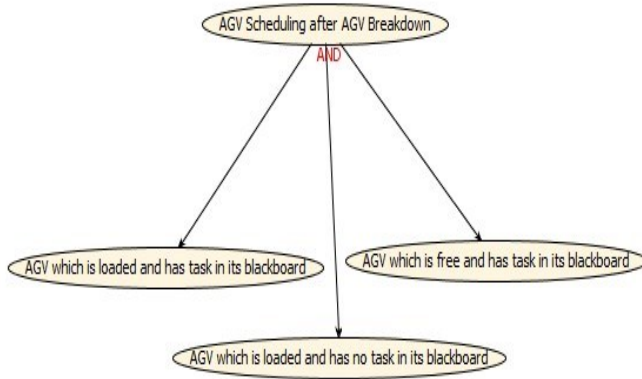 AGV Scheduling after AGV Breakdown
AND
AGV which is loaded and has task in its blackboard
AGV which is free and has task in its blackboard
AGV which is loaded and has no task in its blackboard